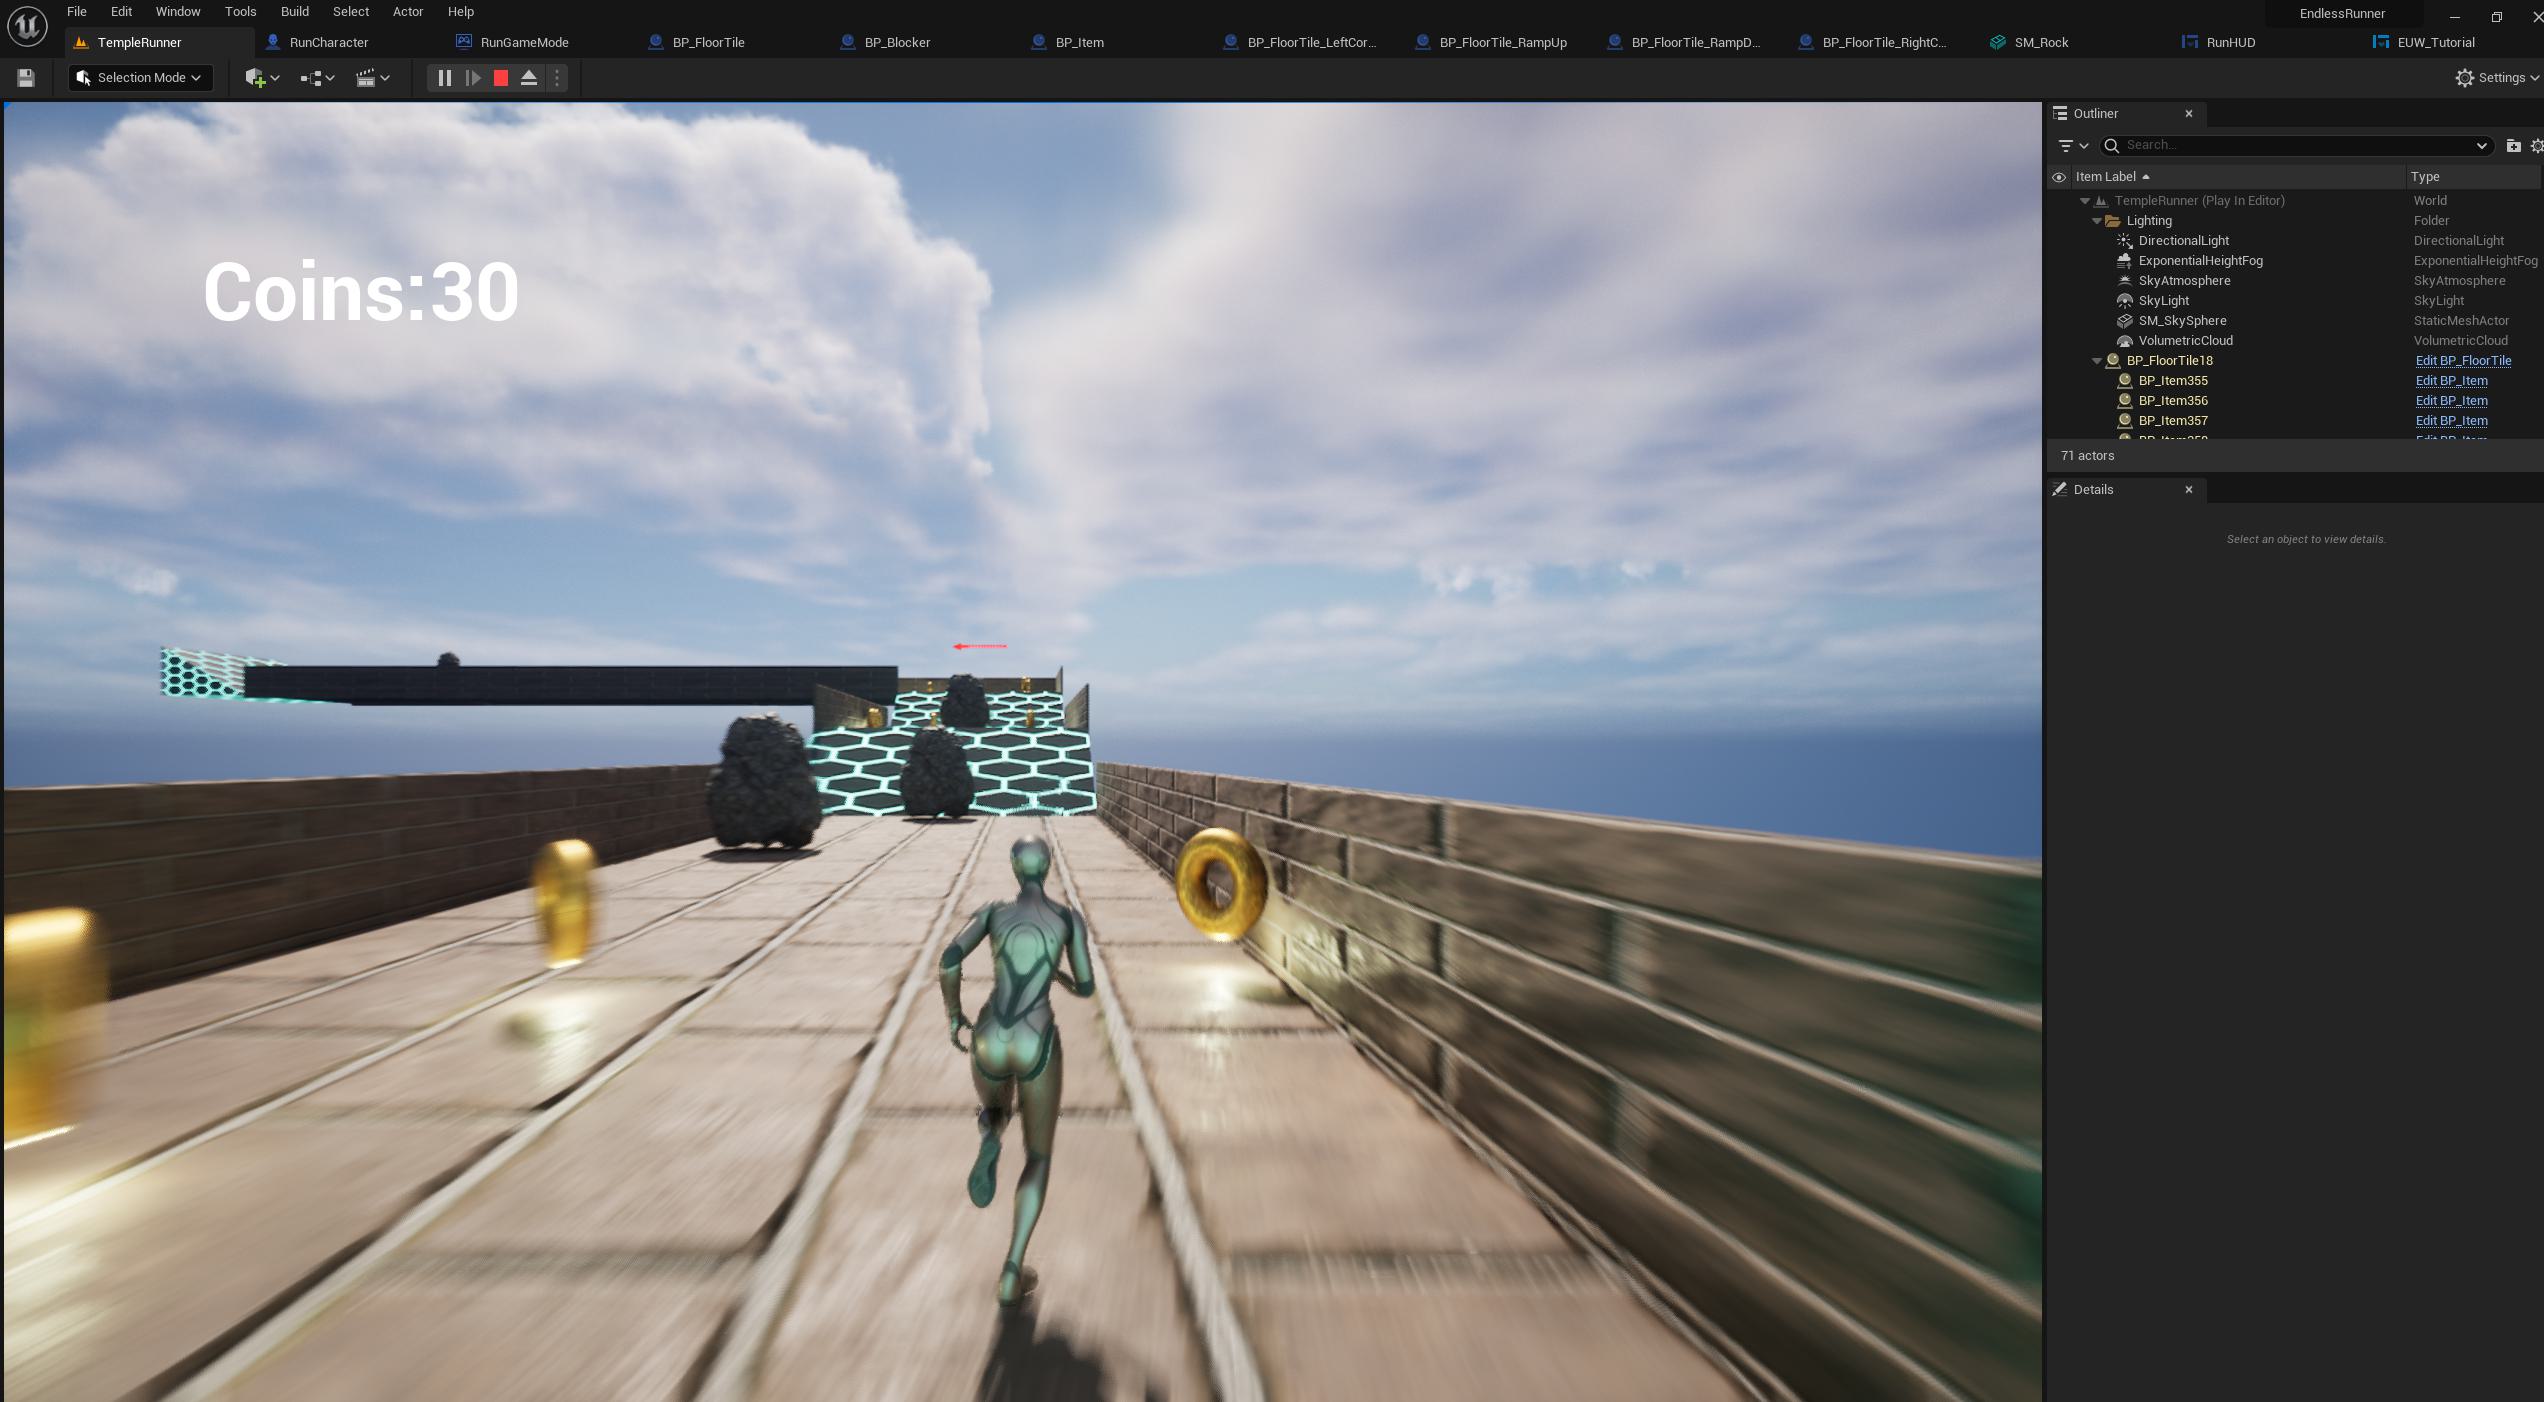 File Edit Window Tools Build Select Actor Help
EndlessRunner
TempleRunner RunCharacter RunGameMode BP_FloorTile BP_Blocker BP_Item BP_FloorTile_LeftCor... BP_FloorTile_RampUp BP_FloorTile_RampD... BP_FloorTile_RightC... SM_Rock RunHUD EUW_Tutorial
Selection Mode
Settings
Coins:30
Outliner
Search...
Item Label Type
TempleRunner (Play In Editor) World
Lighting Folder
DirectionalLight DirectionalLight
ExponentialHeightFog ExponentialHeightFog
SkyAtmosphere SkyAtmosphere
SkyLight SkyLight
SM_SkySphere StaticMeshActor
VolumetricCloud VolumetricCloud
BP_FloorTile18 Edit BP_FloorTile
BP_Item355 Edit BP_Item
BP_Item356 Edit BP_Item
BP_Item357 Edit BP_Item
71 actors
Details
Select an object to view details.